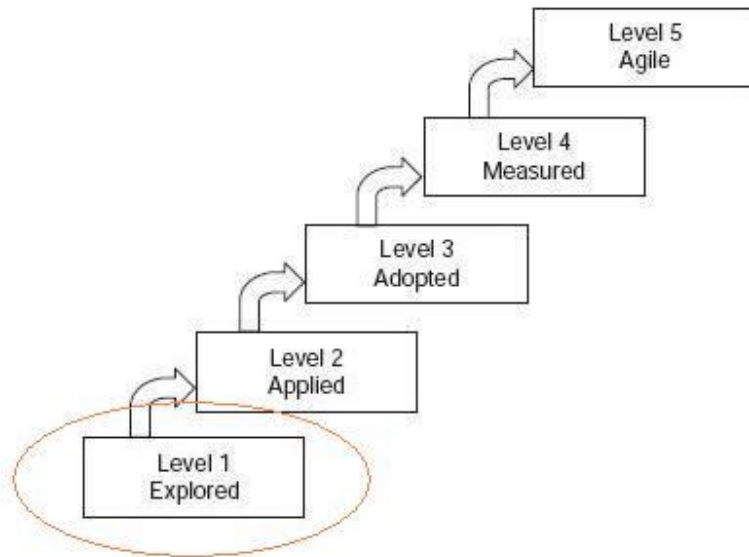 Level 5
Agile
Level 4
Measured
Level 3
Adopted
Level 2
Applied
Level 1
Explored